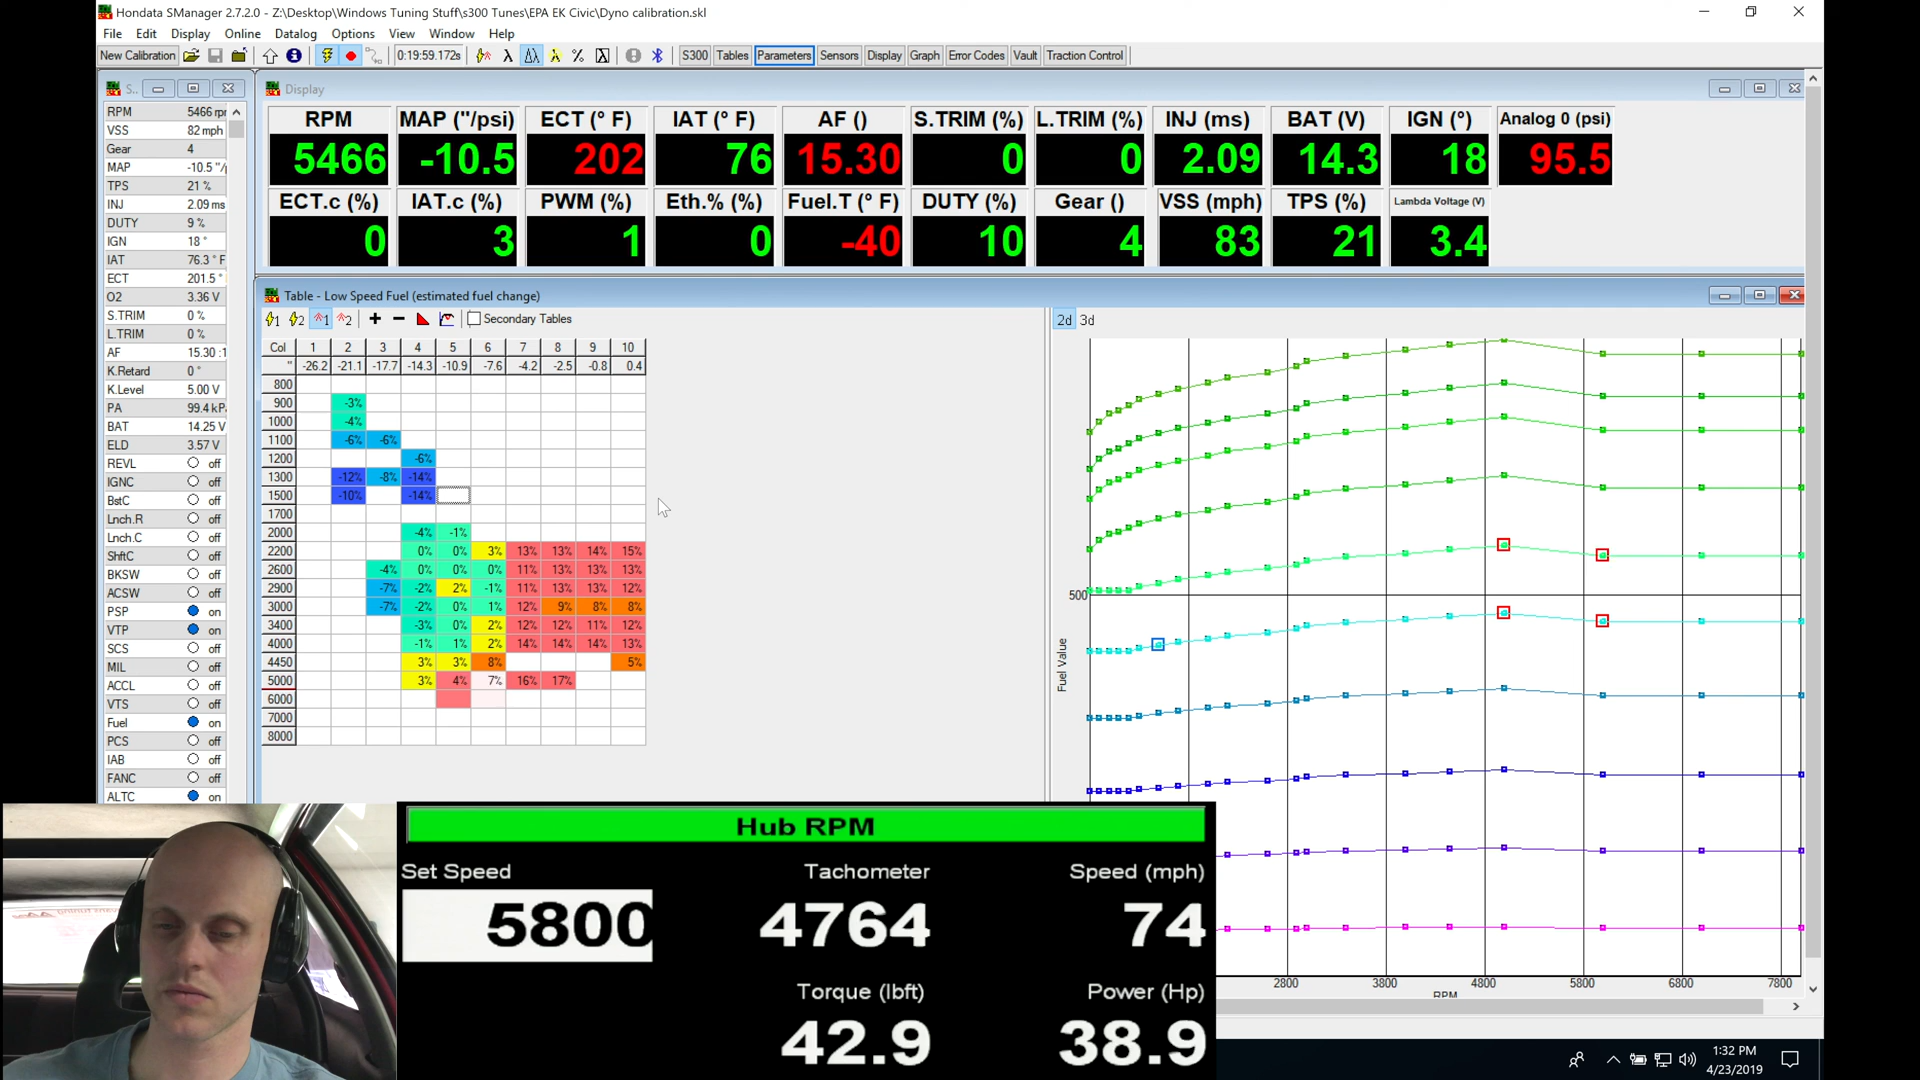 Hondata SManager 2.7.2.0 - Z:\Desktop\Windows Tuning Stuff\s300 Tunes\EPA EK Civic\Dyno calibration.skl
File Edit Display Online Datalog Options View Window Help
New Calibration 0:19:59.172s S300 Tables Parameters Sensors Display Graph Error Codes Vault Traction Control
S..
RPM 5466 rp
VSS 82 mph
Gear 4
MAP -10.5 "/
TPS 21 %
INJ 2.09 ms
DUTY 9 %
IGN 18 °
IAT 76.3 ° F
ECT 201.5 °
O2 3.36 V
S.TRIM 0 %
L.TRIM 0 %
AF 15.30 :1
K.Retard 0 °
K.Level 5.00 V
PA 99.4 kP
BAT 14.25 V
ELD 3.57 V
REVL off
IGNC off
BstC off
Lnch.R off
Lnch.C off
ShftC off
BKSW off
ACSW off
PSP on
VTP on
SCS off
MIL off
ACCL off
VTS off
Fuel on
PCS off
IAB off
FANC off
ALTC on
Display
RPM MAP ("/psi) ECT (° F) IAT (° F) AF () S.TRIM (%) L.TRIM (%) INJ (ms) BAT (V) IGN (°) Analog 0 (psi)
5466 -10.5 202 76 15.30 0 0 2.09 14.3 18 95.5
ECT.c (%) IAT.c (%) PWM (%) Eth.% (%) Fuel.T (° F) DUTY (%) Gear () VSS (mph) TPS (%) Lambda Voltage (V)
0 3 1 0 -40 10 4 83 21 3.4
Table - Low Speed Fuel (estimated fuel change)
1 2 1 2 + − Secondary Tables
Col 1 2 3 4 5 6 7 8 9 10
" -26.2 -21.1 -17.7 -14.3 -10.9 -7.6 -4.2 -2.5 -0.8 0.4
800
900 -3%
1000 -4%
1100 -6% -6%
1200 -6%
1300 -12% -8% -14%
1500 -10% -14%
1700
2000 -4% -1%
2200 0% 0% 3% 13% 13% 14% 15%
2600 -4% 0% 0% 0% 11% 13% 13% 13%
2900 -7% -2% 2% -1% 11% 13% 13% 12%
3000 -7% -2% 0% 1% 12% 9% 8% 8%
3400 -3% 0% 2% 12% 12% 11% 12%
4000 -1% 1% 2% 14% 14% 14% 13%
4450 3% 3% 8% 5%
5000 3% 4% 7% 16% 17%
6000
7000
8000
2d 3d
500
Fuel Value
2800 3800 4800 5800 6800 7800
RPM
Hub RPM
Set Speed Tachometer Speed (mph)
5800 4764 74
Torque (lbft) Power (Hp)
42.9 38.9
1:32 PM
4/23/2019